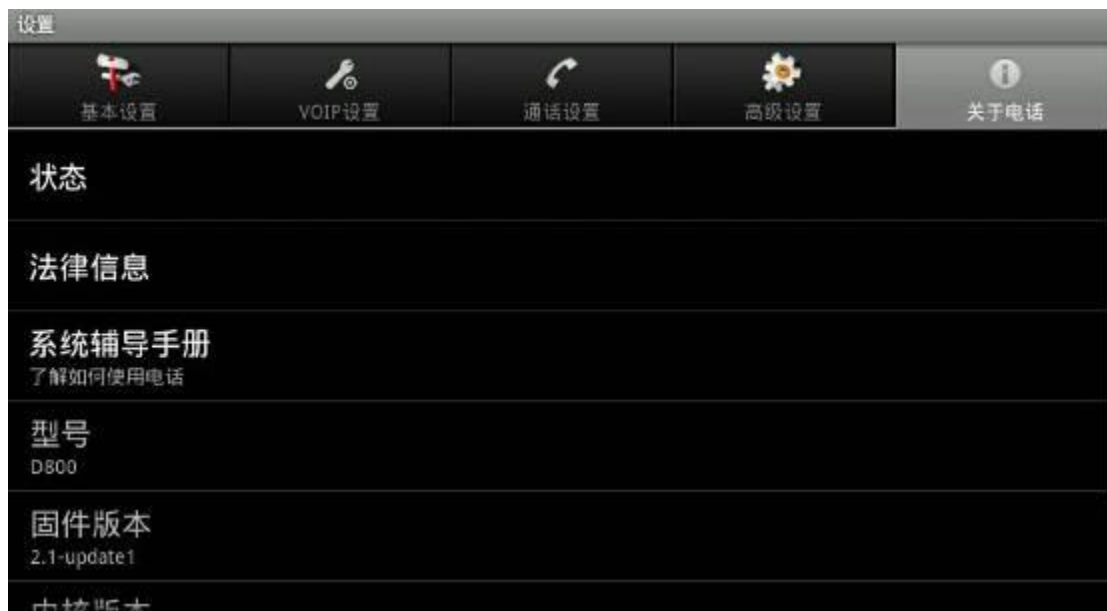 设置
基本设置
VOIP设置
通话设置
高级设置
关于电话
状态
法律信息
系统辅导手册
了解如何使用电话
型号
D800
固件版本
2.1-update1